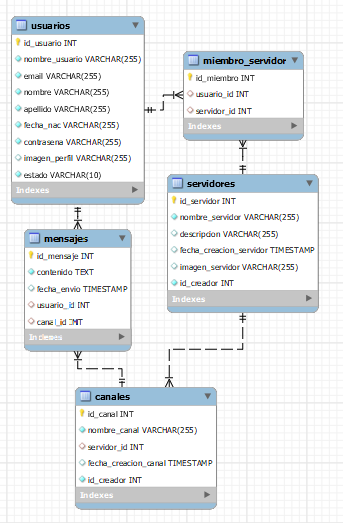 usuarios
id_usuario INT
nombre_usuario VARCHAR(255)
email VARCHAR(255)
nombre VARCHAR(255)
apellido VARCHAR(255)
fecha_nac VARCHAR(255)
contrasena VARCHAR(255)
imagen_perfil VARCHAR(255)
estado VARCHAR(10)
Indexes
miembro_servidor
id_miembro INT
usuario_id INT
servidor_id INT
Indexes
servidores
id_servidor INT
nombre_servidor VARCHAR(255)
descripcion VARCHAR(255)
fecha_creacion_servidor TIMESTAMP
imagen_servidor VARCHAR(255)
id_creador INT
Indexes
mensajes
id_mensaje INT
contenido TEXT
fecha_envio TIMESTAMP
usuario_id INT
canal_id INT
Indexes
canales
id_canal INT
nombre_canal VARCHAR(255)
servidor_id INT
fecha_creacion_canal TIMESTAMP
id_creador INT
Indexes